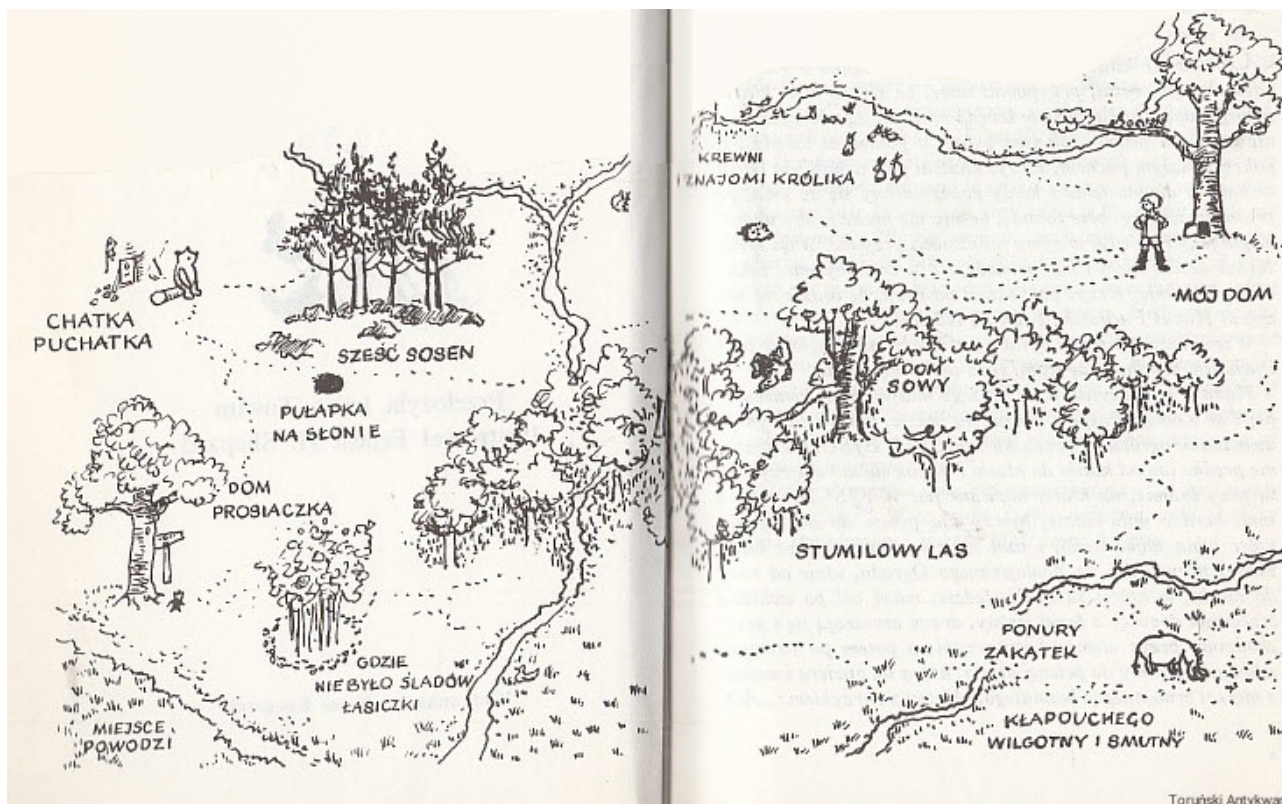 CHATKA
PUCHATKA
SZEŚĆ SOSEN
PUŁAPKA
NA SŁONIE
DOM
PROSIACZKA
GDZIE
NIE BYŁO ŚLADÓW
ŁASICZKI
MIEJSCE
POWODZI
KREWNI
I ZNAJOMI KRÓLIKA
MÓJ DOM
DOM
SOWY
STUMILOWY LAS
PONURY
ZAKĄTEK
KŁAPOUCHEGO
WILGOTNY I SMUTNY
Toruński Antykwa